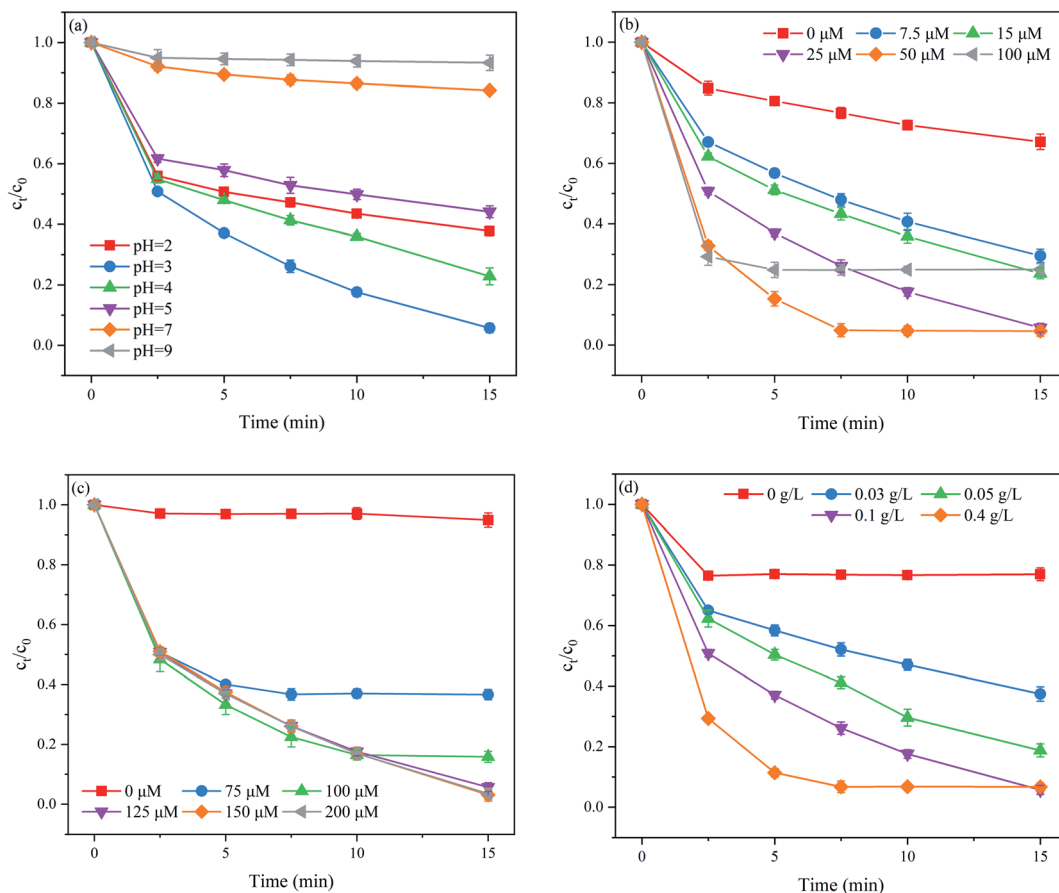 (a)
1.0
0.8
0.6
0.4
0.2
0.0
c_t/c_0
pH=2
pH=3
pH=4
pH=5
pH=7
pH=9
0 5 10 15
Time (min)
(b)
0 μM 7.5 μM 15 μM
25 μM 50 μM 100 μM
1.0
0.8
0.6
0.4
0.2
0.0
c_t/c_0
0 5 10 15
Time (min)
(c)
1.0
0.8
0.6
0.4
0.2
0.0
c_t/c_0
0 μM 75 μM 100 μM
125 μM 150 μM 200 μM
0 5 10 15
Time (min)
(d)
0 g/L 0.03 g/L 0.05 g/L
0.1 g/L 0.4 g/L
1.0
0.8
0.6
0.4
0.2
0.0
c_t/c_0
0 5 10 15
Time (min)